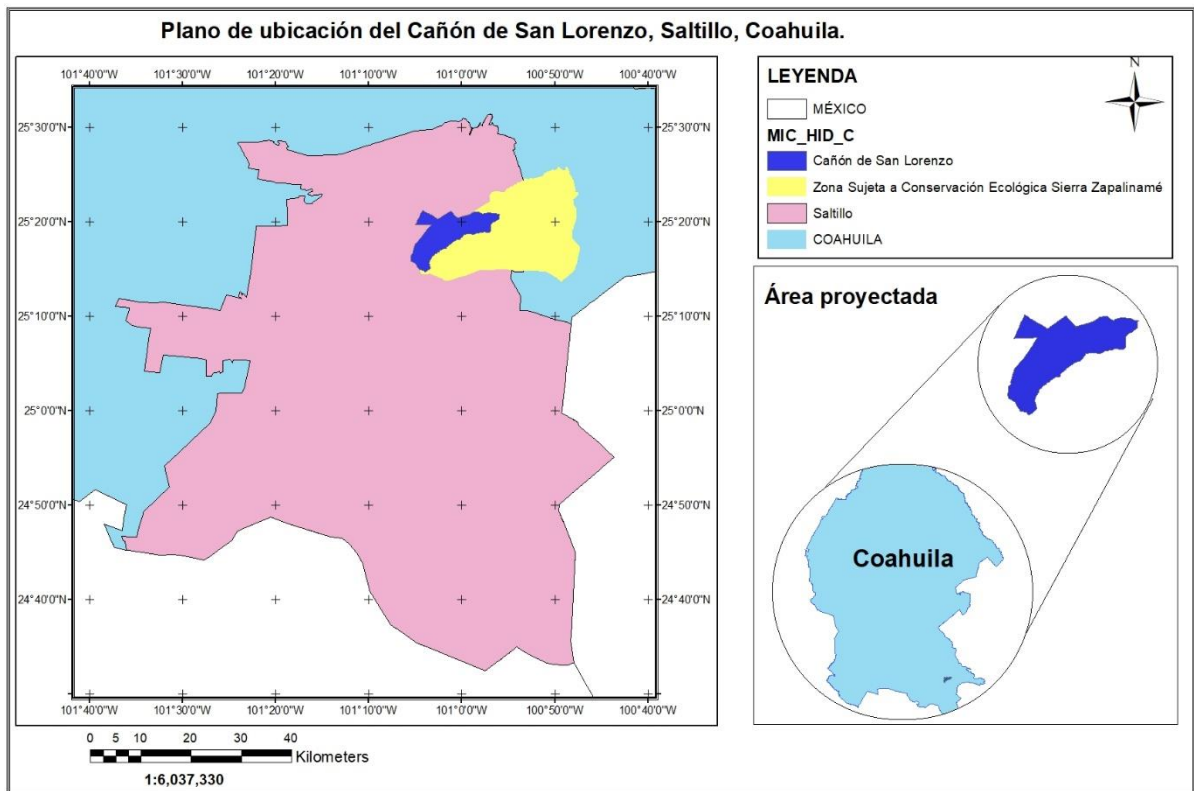 Plano de ubicación del Cañón de San Lorenzo, Saltillo, Coahuila.
101°40'0"W 101°30'0"W 101°20'0"W 101°10'0"W 101°0'0"W 100°50'0"W 100°40'0"W
25°30'0"N 25°30'0"N
25°20'0"N 25°20'0"N
25°10'0"N 25°10'0"N
25°0'0"N 25°0'0"N
24°50'0"N 24°50'0"N
24°40'0"N 24°40'0"N
101°40'0"W 101°30'0"W 101°20'0"W 101°10'0"W 101°0'0"W 100°50'0"W 100°40'0"W
0 5 10 20 30 40
Kilometers
1:6,037,330
LEYENDA
N
MÉXICO
MIC_HID_C
Cañón de San Lorenzo
Zona Sujeta a Conservación Ecológica Sierra Zapalinamé
Saltillo
COAHUILA
Área proyectada
Coahuila